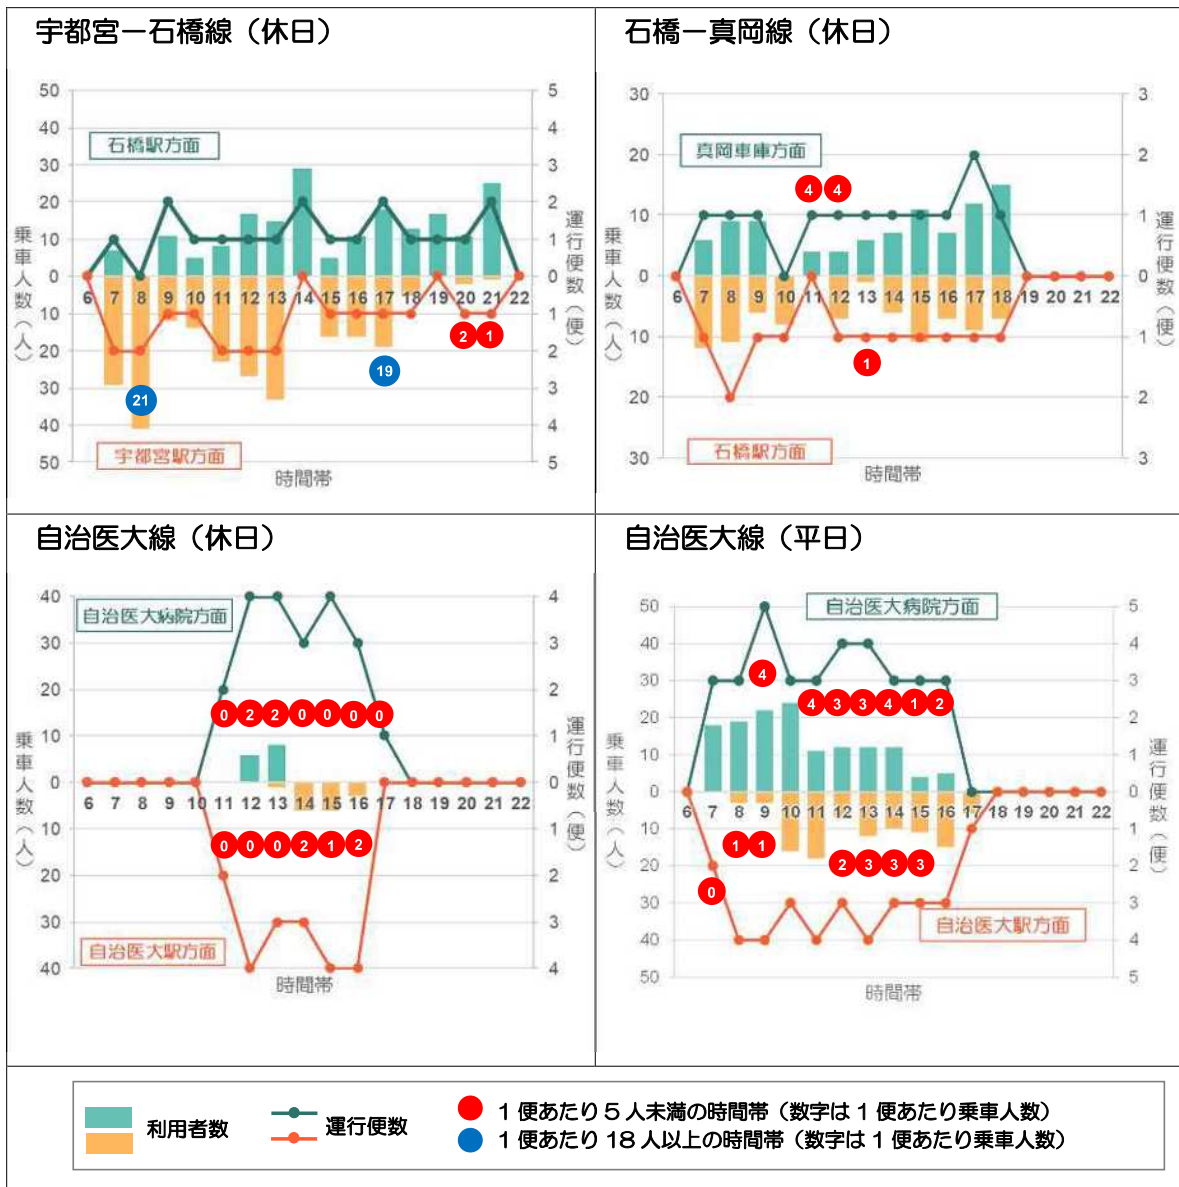 宇都宮ー石橋線（休日）
50
40
30
20
10
0
10
20
30
40
50
5
4
3
2
1
0
1
2
3
4
5
石橋駅方面
乗車人数（人）
運行便数（便）
6 7 8 9 10 11 12 13 14 15 16 17 18 19 20 21 22
2 1
19
21
宇都宮駅方面
時間帯
石橋ー真岡線（休日）
30
20
10
0
10
20
30
3
2
1
0
1
2
3
真岡車庫方面
4 4
乗車人数（人）
運行便数（便）
6 7 8 9 10 11 12 13 14 15 16 17 18 19 20 21 22
1
石橋駅方面
時間帯
自治医大線（休日）
40
30
20
10
0
10
20
30
40
4
3
2
1
0
1
2
3
4
自治医大病院方面
0 2 2 0 0 0 0
乗車人数（人）
運行便数（便）
6 7 8 9 10 11 12 13 14 15 16 17 18 19 20 21 22
0 0 0 2 1 2
自治医大駅方面
時間帯
自治医大線（平日）
50
40
30
20
10
0
10
20
30
40
50
5
4
3
2
1
0
1
2
3
4
5
自治医大病院方面
4
4 3 3 4 1 2
乗車人数（人）
運行便数（便）
6 7 8 9 10 11 12 13 14 15 16 17 18 19 20 21 22
1 1
2 3 3 3
0
自治医大駅方面
時間帯
利用者数
運行便数
１便あたり５人未満の時間帯（数字は１便あたり乗車人数）
１便あたり 18 人以上の時間帯（数字は１便あたり乗車人数）